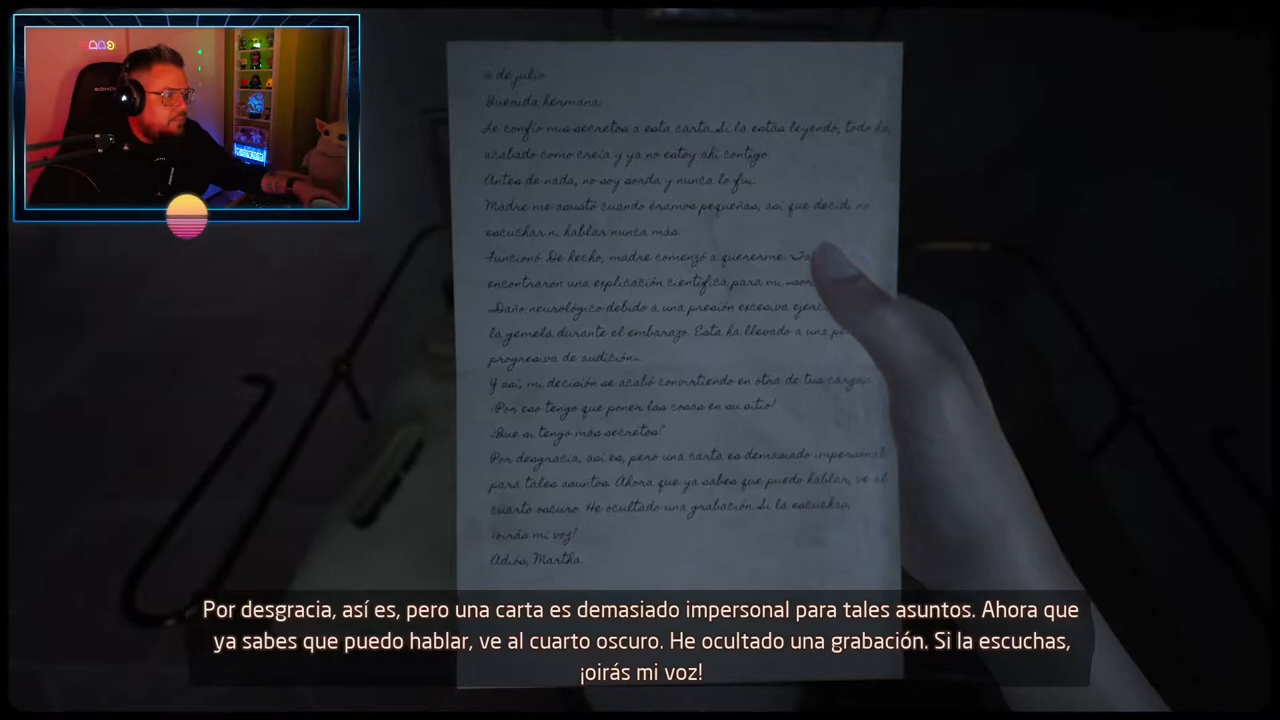 de julio
Querida hermana:
Le confío mis secretos a esta carta. Si la estás leyendo, todo ha
acabado como creía y ya no estoy ahí contigo.
Antes de nada, no soy sorda y nunca lo fui.
Madre me asustó cuando éramos pequeñas, así que decidí no
escuchar ni hablar nunca más.
Funcionó. De hecho, madre comenzó a quererme.
encontraron una explicación científica para mi
Daño neurológico debido a una presión excesiva
la gemela durante el embarazo. Esta ha llevado a una
progresiva de audición».
Y así, mi decisión se acabó convirtiendo en otra de tus cargas.
¡Por eso tengo que poner las cosas en su sitio!
¿Que si tengo más secretos?
Por desgracia, así es, pero una carta es demasiado impersonal
para tales asuntos. Ahora que ya sabes que puedo hablar, ve al
cuarto oscuro. He ocultado una grabación. Si la escuchas,
¡oirás mi voz!
Adiós, Martha
Por desgracia, así es, pero una carta es demasiado impersonal para tales asuntos. Ahora que
ya sabes que puedo hablar, ve al cuarto oscuro. He ocultado una grabación. Si la escuchas,
¡oirás mi voz!